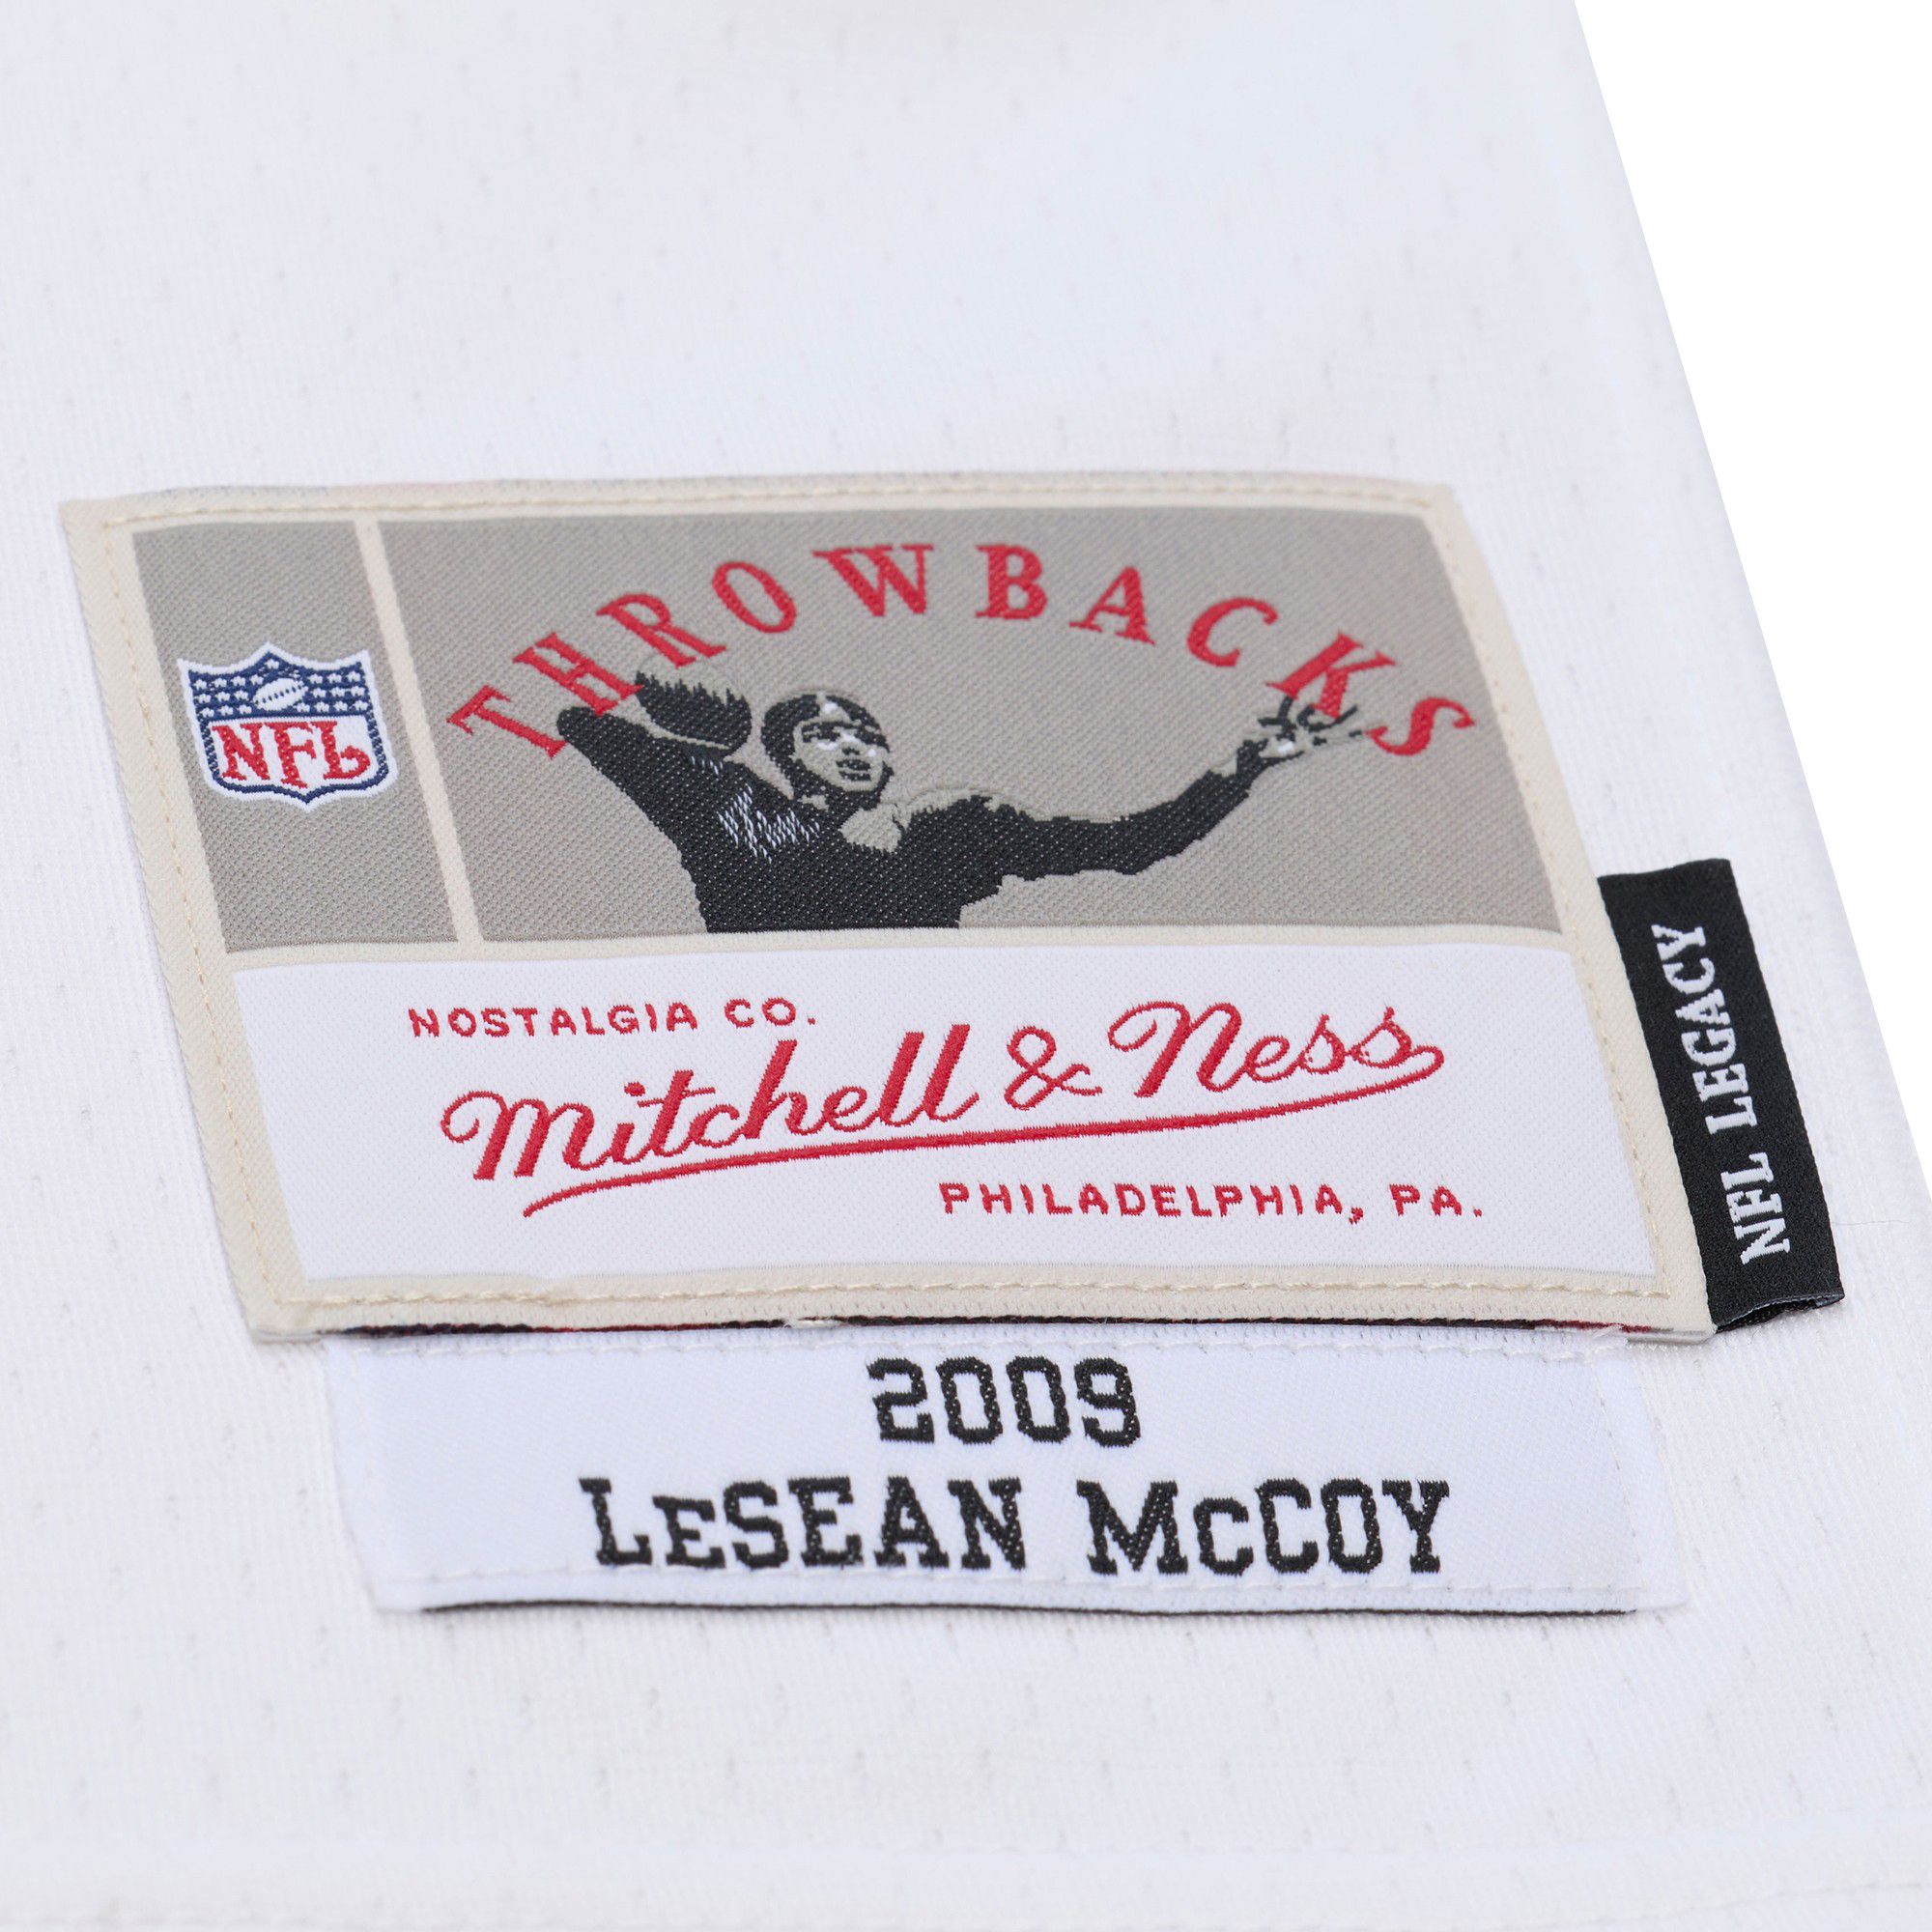 THROWBACKS
NFL
NOSTALGIA CO.
Mitchell & Ness
PHILADELPHIA, PA.
NFL LEGACY
2009
LeSEAN McCOY